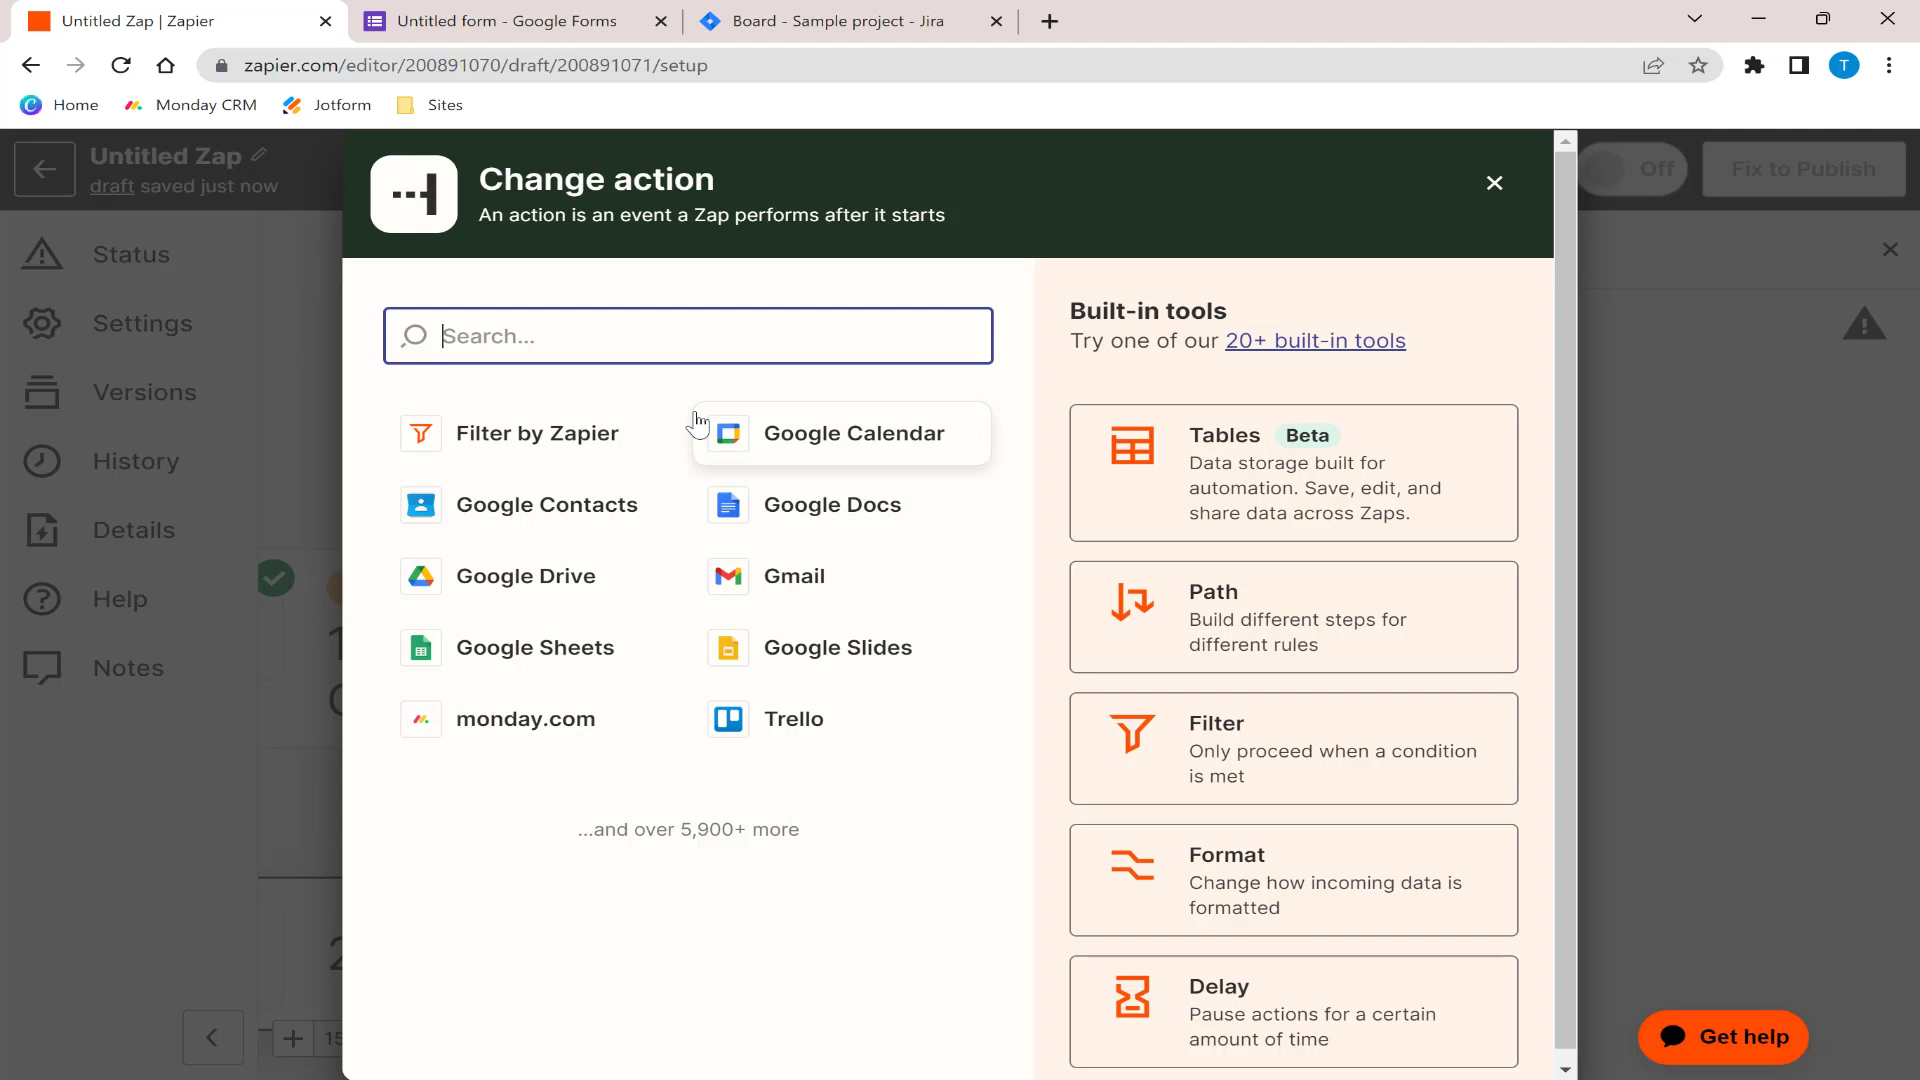 Untitled Zap | Zapier
Untitled form - Google Forms
Board - Sample project - Jira
zapier.com/editor/200891070/draft/200891071/setup
T
Home
Monday CRM
Jotform
Sites
Untitled Zap
draft saved just now
Change action
An action is an event a Zap performs after it starts
Off
Fix to Publish
Status
Settings
Versions
History
Details
Help
Notes
Search...
Filter by Zapier
Google Calendar
Google Contacts
Google Docs
Google Drive
Gmail
Google Sheets
Google Slides
monday.com
Trello
...and over 5,900+ more
Built-in tools
Try one of our 20+ built-in tools
Tables Beta
Data storage built for
automation. Save, edit, and
share data across Zaps.
Path
Build different steps for
different rules
Filter
Only proceed when a condition
is met
Format
Change how incoming data is
formatted
Delay
Pause actions for a certain
amount of time
Get help